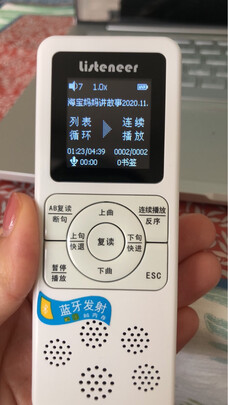 Listeneer
7 1.0x
海宝妈妈讲故事2020.11.
列表 连续
循环 播放
01:23/04:39 0002/0002
00:00 0书签
AB复读
断句
上曲
连续播放
反序
上句
快退
复读
下句
快进
暂停
播放
下曲
ESC
蓝牙发射